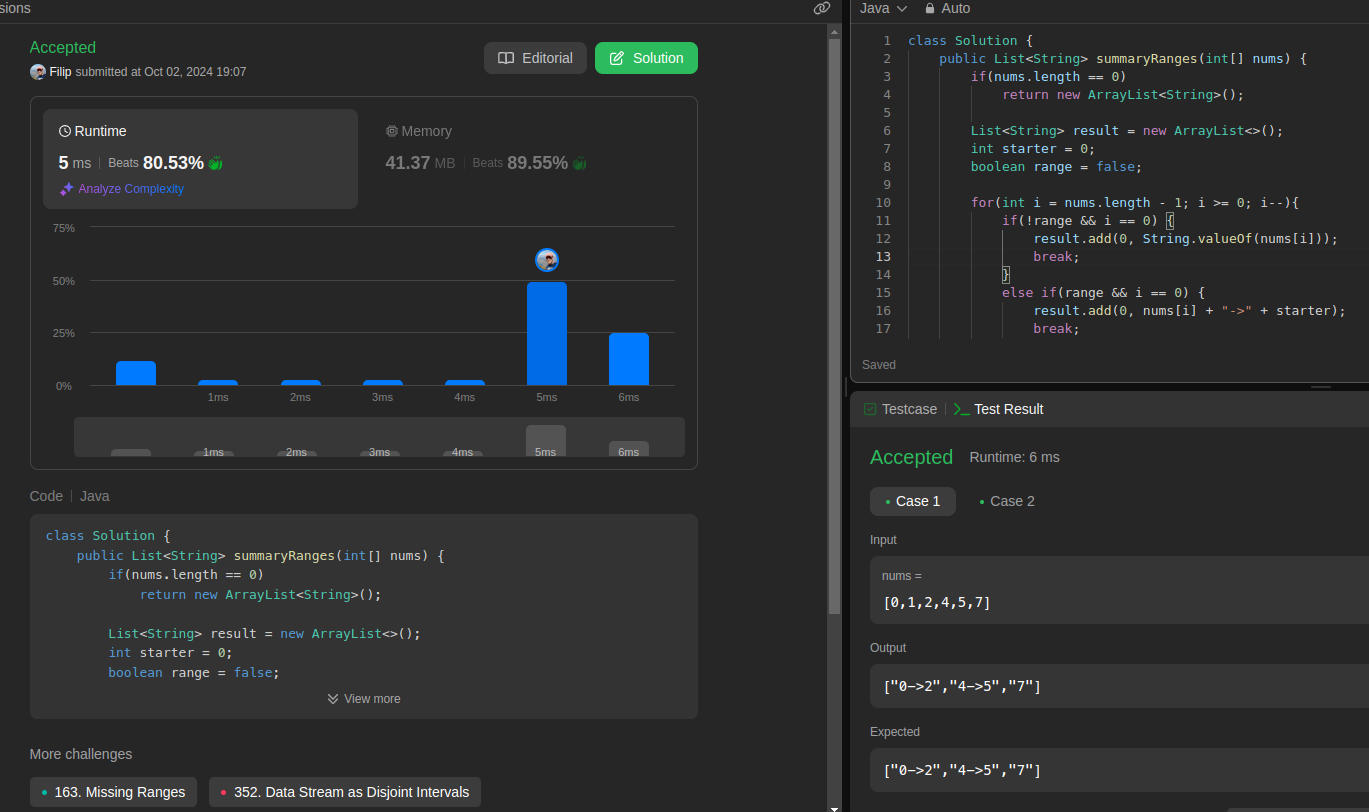 sions
Accepted
Filip submitted at Oct 02, 2024 19:07
Editorial
Solution
Runtime
5 ms | Beats 80.53%
Analyze Complexity
Memory
41.37 MB | Beats 89.55%
75%
50%
25%
0%
1ms 2ms 3ms 4ms 5ms 6ms
1ms 2ms 3ms 4ms 5ms 6ms
Code | Java
class Solution {
    public List<String> summaryRanges(int[] nums) {
        if(nums.length == 0)
            return new ArrayList<String>();
        List<String> result = new ArrayList<>();
        int starter = 0;
        boolean range = false;
View more
More challenges
163. Missing Ranges
352. Data Stream as Disjoint Intervals
Java Auto
1 class Solution {
2     public List<String> summaryRanges(int[] nums) {
3         if(nums.length == 0)
4             return new ArrayList<String>();
5
6         List<String> result = new ArrayList<>();
7         int starter = 0;
8         boolean range = false;
9
10         for(int i = nums.length - 1; i >= 0; i--){
11             if(!range && i == 0) {
12                 result.add(0, String.valueOf(nums[i]));
13                 break;
14             }
15             else if(range && i == 0) {
16                 result.add(0, nums[i] + "->" + starter);
17                 break;
Saved
Testcase | >_ Test Result
Accepted Runtime: 6 ms
Case 1
Case 2
Input
nums =
[0,1,2,4,5,7]
Output
["0->2","4->5","7"]
Expected
["0->2","4->5","7"]